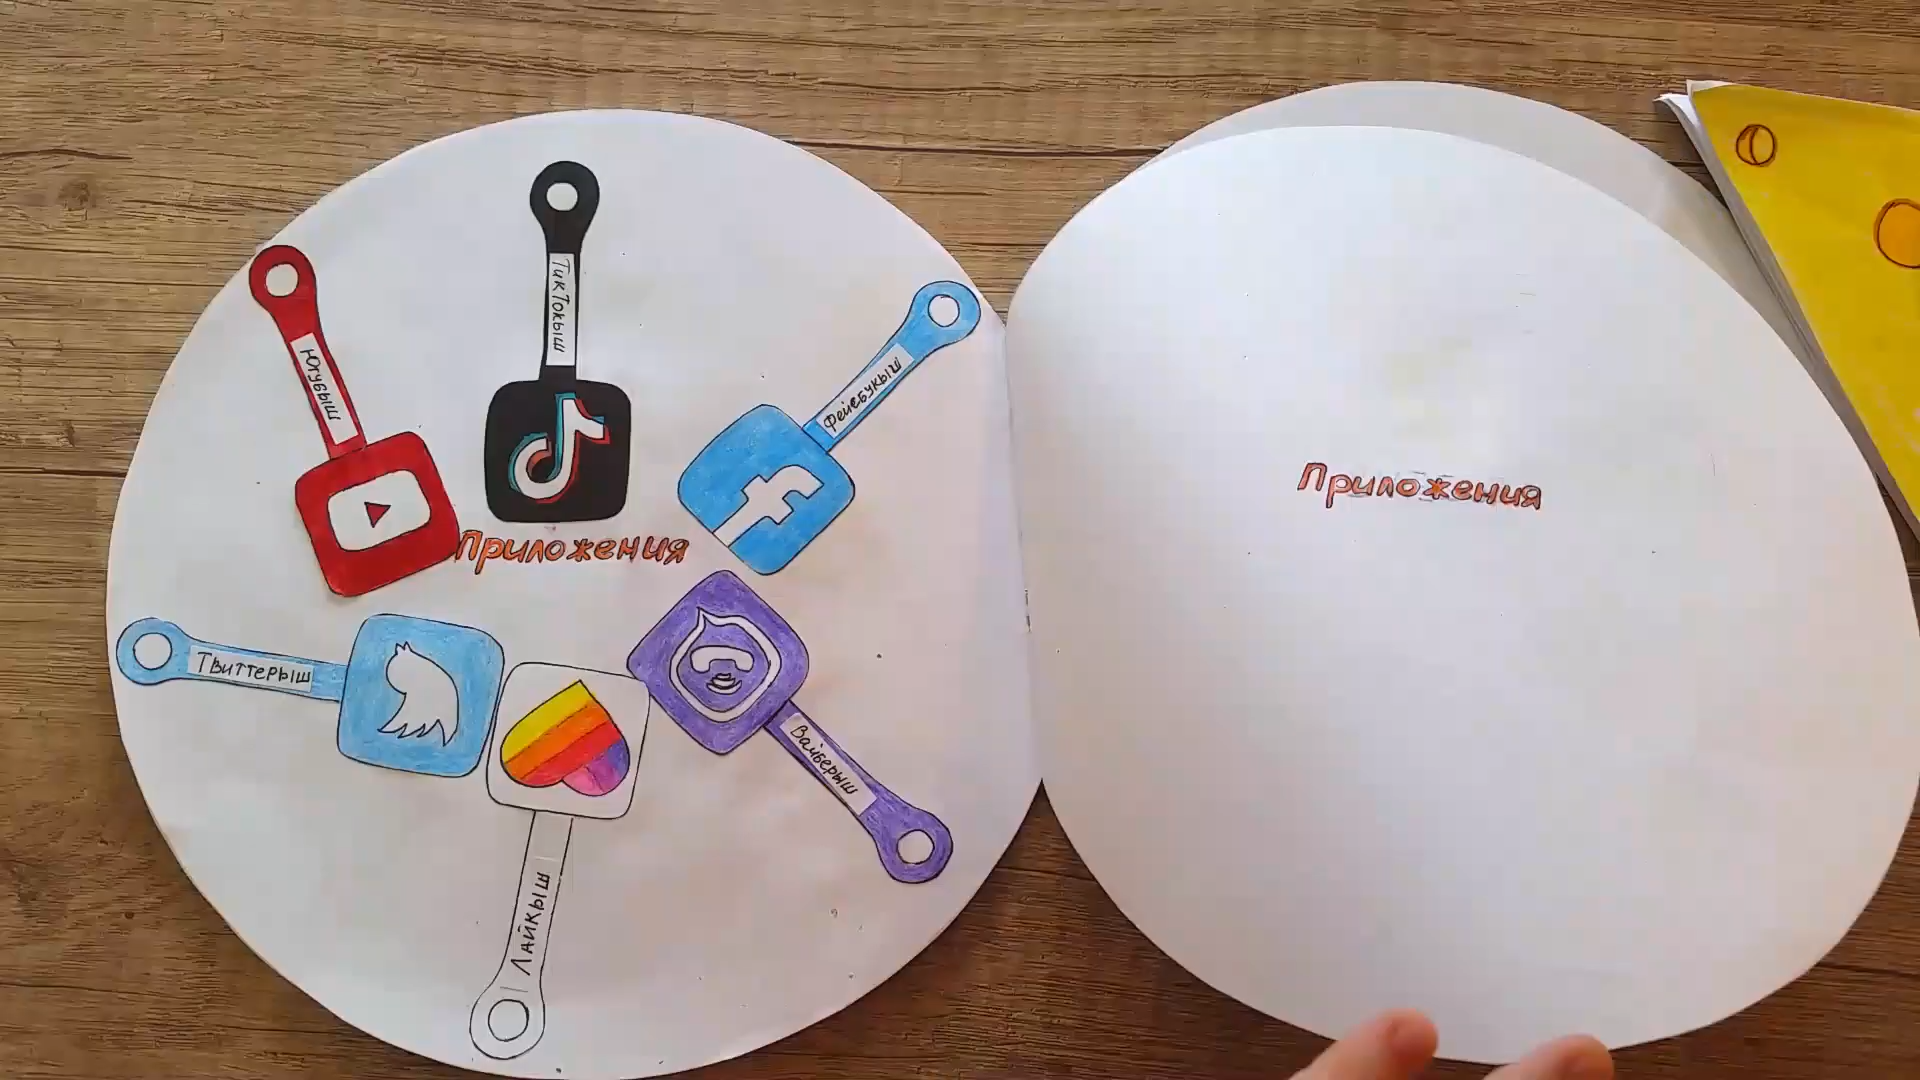 ТикТокыш
Ютубыш
Фейсбукыш
Приложения
Твиттерыш
Вайберыш
Лайкыш
Приложения